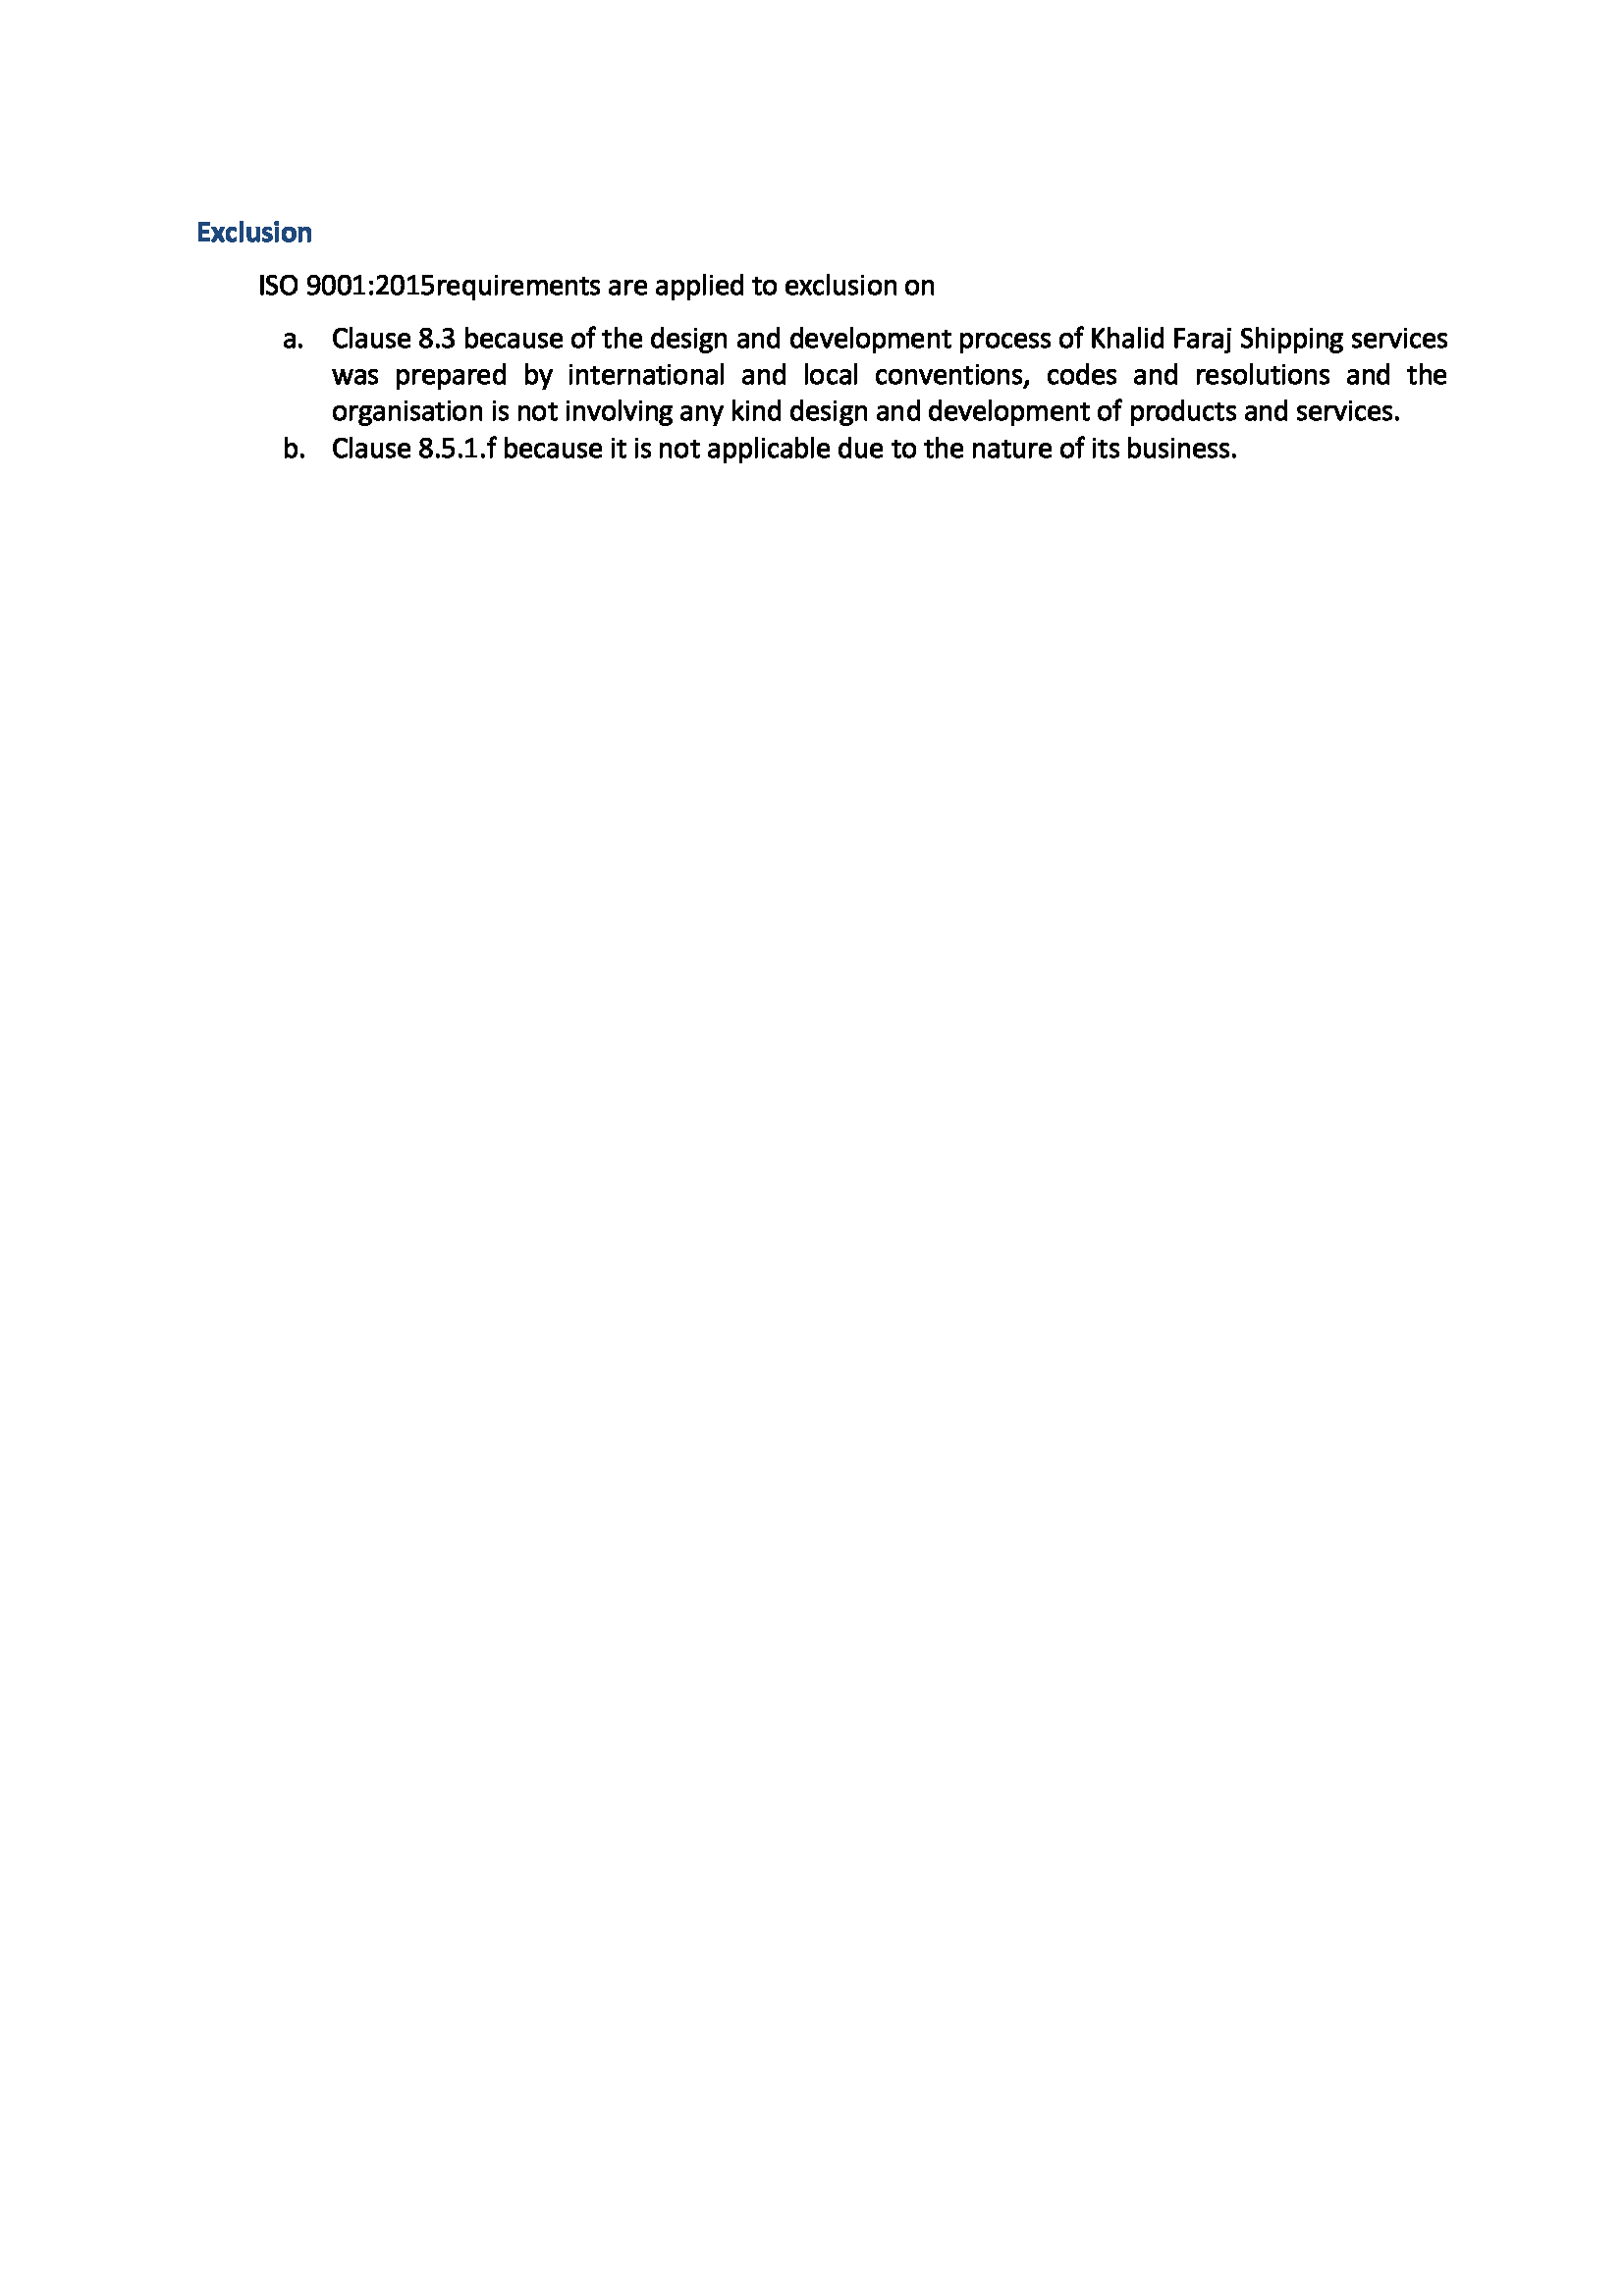 Exclusion
ISO 9001:2015requirements are applied to exclusion on
a. Clause 8.3 because of the design and development process of Khalid Faraj Shipping services
was prepared by international and local conventions, codes and resolutions and the
organisation is not involving any kind design and development of products and services.
b. Clause 8.5.1.f because it is not applicable due to the nature of its business.